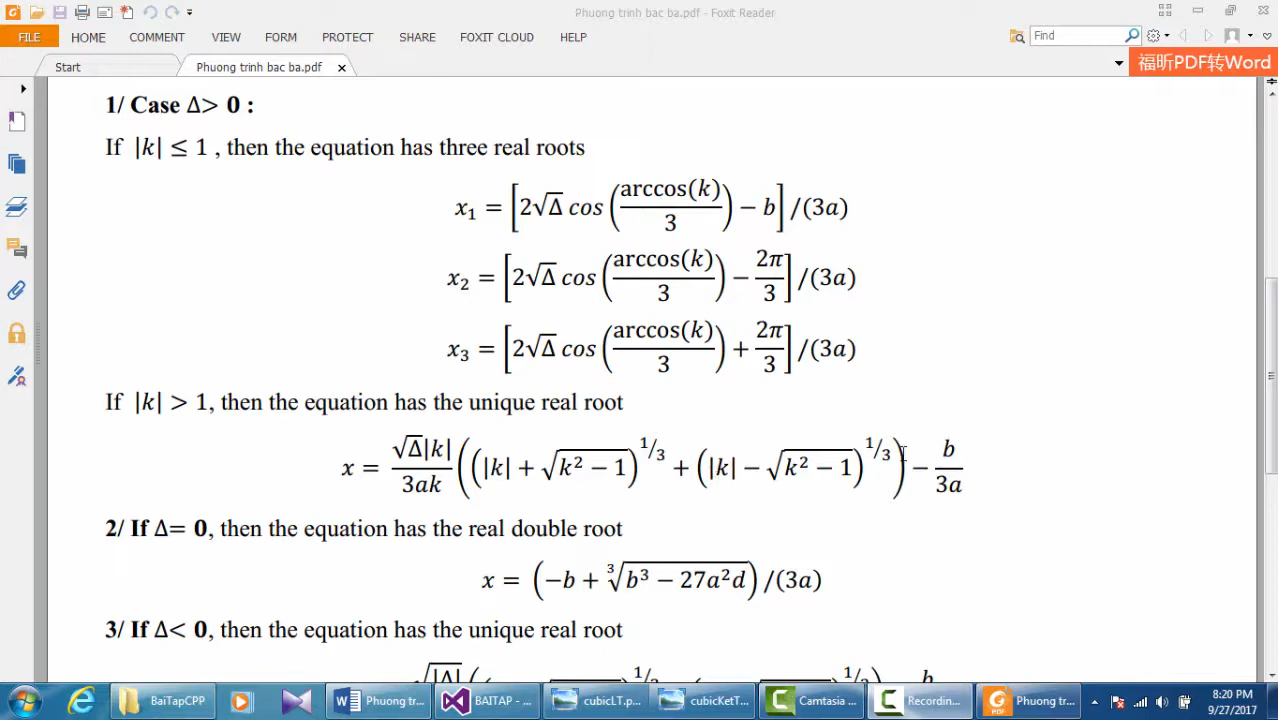 Phuong trinh bac ba.pdf - Foxit Reader
FILE HOME COMMENT VIEW FORM PROTECT SHARE FOXIT CLOUD HELP Find
Start Phuong trinh bac ba.pdf 福昕PDF转Word
1/ Case Δ> 0 :
If |k| ≤ 1 , then the equation has three real roots
x₁ = [2√Δ cos (arccos(k)/3) − b] /(3a)
x₂ = [2√Δ cos (arccos(k)/3) − 2π/3] /(3a)
x₃ = [2√Δ cos (arccos(k)/3) + 2π/3] /(3a)
If |k| > 1, then the equation has the unique real root
x = √Δ|k|/3ak ((|k| + √(k² − 1))^1/3 + (|k| − √(k² − 1))^1/3) − b/3a
2/ If Δ= 0, then the equation has the real double root
x = (−b + ∛(b³ − 27a²d)) /(3a)
3/ If Δ< 0, then the equation has the unique real root
BaiTapCPP Phuong tr... BAITAP - ... cubicLT.p... cubicKetT... Camtasia ... Recordin... Phuong tr... 8:20 PM
9/27/2017